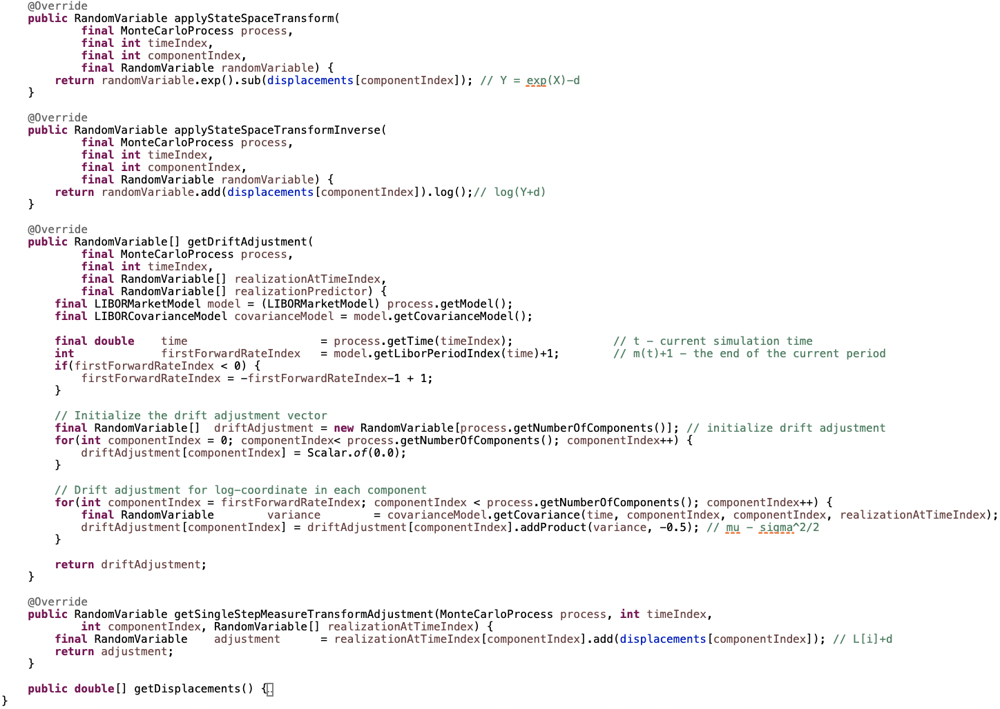 @Override
public RandomVariable applyStateSpaceTransform(
final MonteCarloProcess process,
final int timeIndex,
final int componentIndex,
final RandomVariable randomVariable) {
return randomVariable.exp().sub(displacements[componentIndex]); // Y = exp(X)-d
}
@Override
public RandomVariable applyStateSpaceTransformInverse(
final MonteCarloProcess process,
final int timeIndex,
final int componentIndex,
final RandomVariable randomVariable) {
return randomVariable.add(displacements[componentIndex]).log();// log(Y+d)
}
@Override
public RandomVariable[] getDriftAdjustment(
final MonteCarloProcess process,
final int timeIndex,
final RandomVariable[] realizationAtTimeIndex,
final RandomVariable[] realizationPredictor) {
final LIBORMarketModel model = (LIBORMarketModel) process.getModel();
final LIBORCovarianceModel covarianceModel = model.getCovarianceModel();
final double time = process.getTime(timeIndex); // t - current simulation time
int firstForwardRateIndex = model.getLiborPeriodIndex(time)+1; // m(t)+1 - the end of the current period
if(firstForwardRateIndex < 0) {
firstForwardRateIndex = -firstForwardRateIndex-1 + 1;
}
// Initialize the drift adjustment vector
final RandomVariable[] driftAdjustment = new RandomVariable[process.getNumberOfComponents()]; // initialize drift adjustment
for(int componentIndex = 0; componentIndex< process.getNumberOfComponents(); componentIndex++) {
driftAdjustment[componentIndex] = Scalar.of(0.0);
}
// Drift adjustment for log-coordinate in each component
for(int componentIndex = firstForwardRateIndex; componentIndex < process.getNumberOfComponents(); componentIndex++) {
final RandomVariable variance = covarianceModel.getCovariance(time, componentIndex, componentIndex, realizationAtTimeIndex);
driftAdjustment[componentIndex] = driftAdjustment[componentIndex].addProduct(variance, -0.5); // mu - sigma^2/2
}
return driftAdjustment;
}
@Override
public RandomVariable getSingleStepMeasureTransformAdjustment(MonteCarloProcess process, int timeIndex,
int componentIndex, RandomVariable[] realizationAtTimeIndex) {
final RandomVariable adjustment = realizationAtTimeIndex[componentIndex].add(displacements[componentIndex]); // L[i]+d
return adjustment;
}
public double[] getDisplacements() {
}